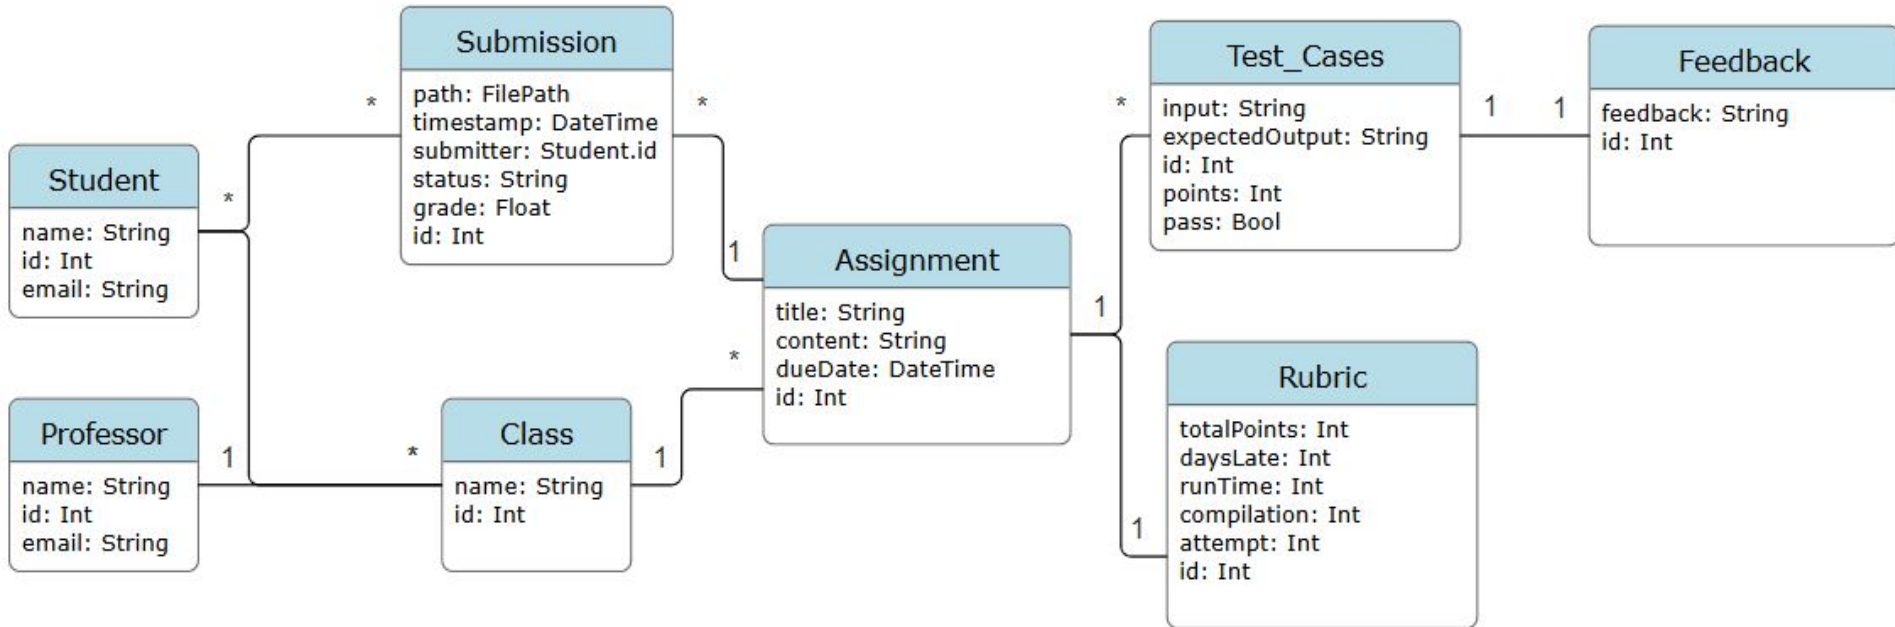 Submission
path: FilePath
timestamp: DateTime
submitter: Student.id
status: String
grade: Float
id: Int
*
*
Student
name: String
id: Int
email: String
*
Professor
name: String
id: Int
email: String
1
*
Class
name: String
id: Int
1
1
*
Assignment
title: String
content: String
dueDate: DateTime
id: Int
1
*
Test_Cases
input: String
expectedOutput: String
id: Int
points: Int
pass: Bool
1
1
Feedback
feedback: String
id: Int
1
Rubric
totalPoints: Int
daysLate: Int
runTime: Int
compilation: Int
attempt: Int
id: Int